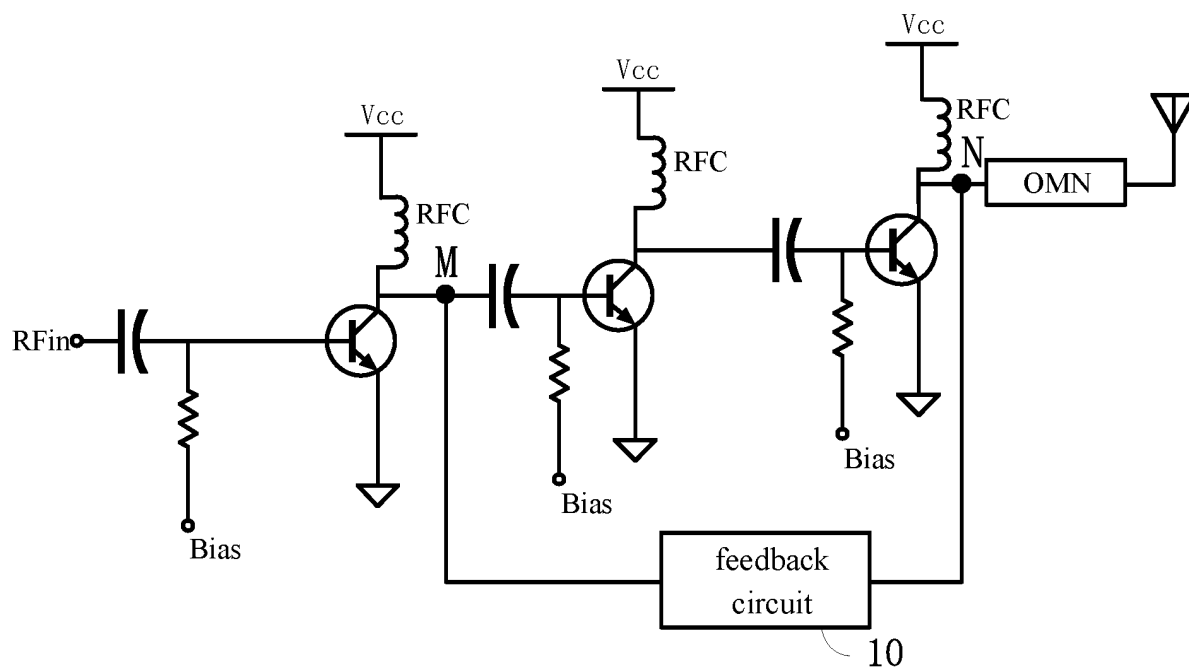 Vcc
RFC
N
OMN
Vcc
RFC
Vcc
RFC
M
RFin
Bias
Bias
Bias
feedback
circuit
10